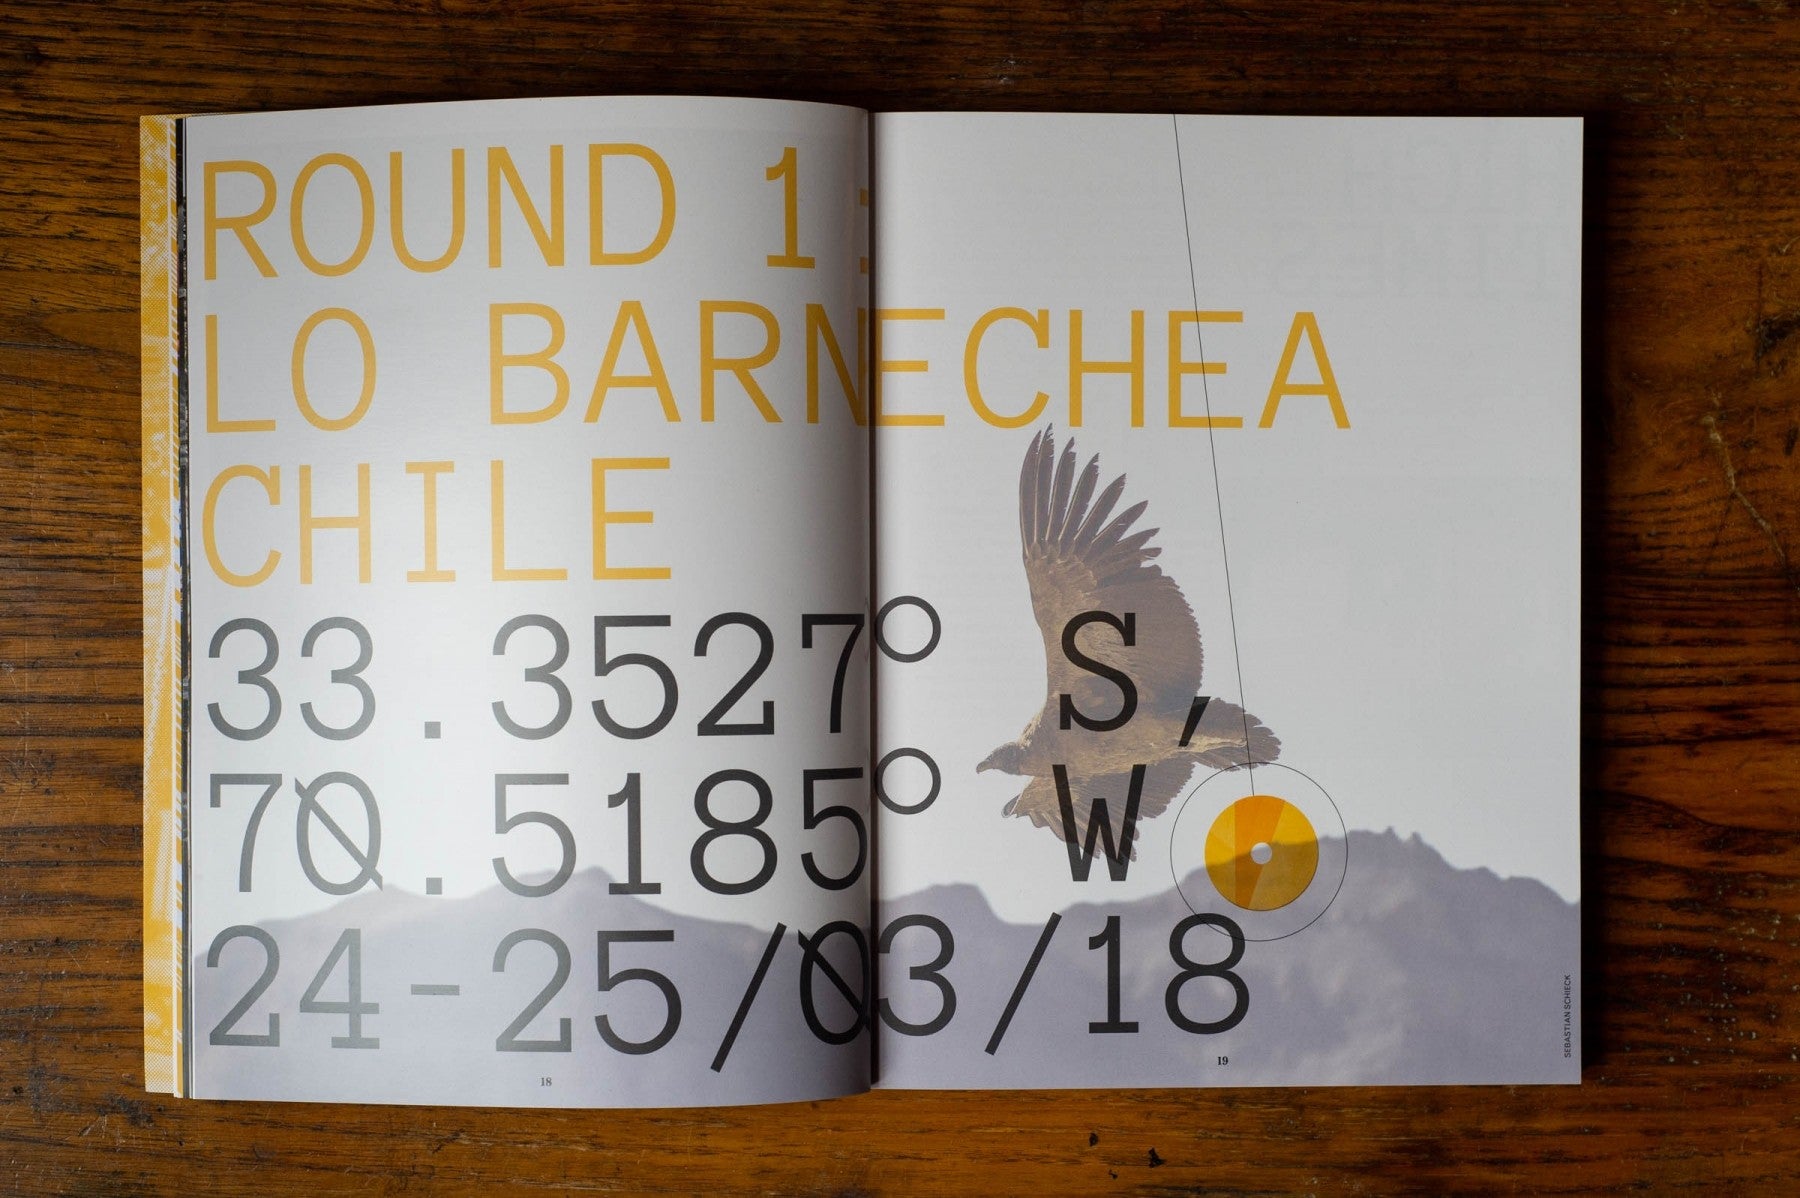 ROUND 1:
LO BARNECHEA
CHILE
33.3527° S,
70.5185° W
24-25/03/18
18
19
SEBASTIAN SCHIECK